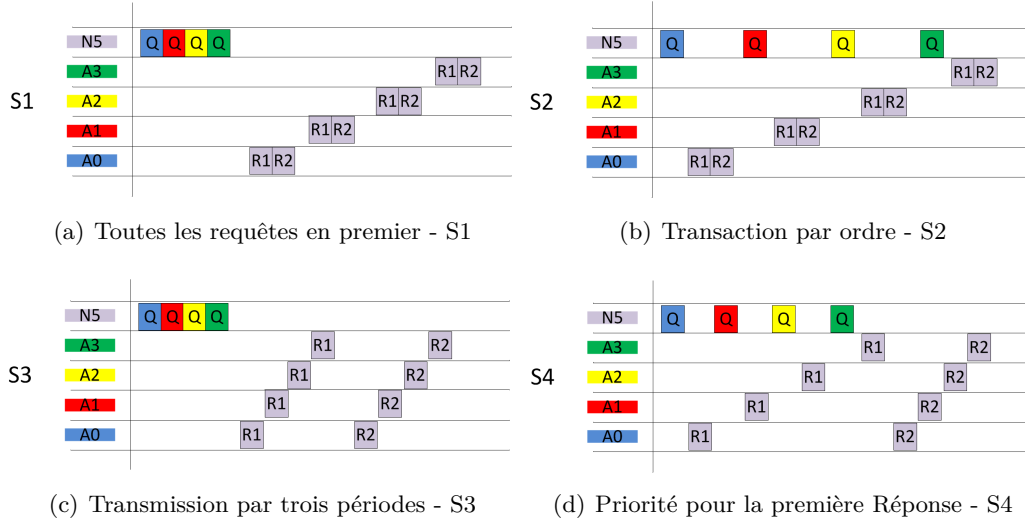 N5 Q Q Q Q
A3 R1 R2
S1
A2 R1 R2
A1 R1 R2
A0 R1 R2
(a) Toutes les requêtes en premier - S1
N5 Q Q Q Q
A3 R1 R2
S2
A2 R1 R2
A1 R1 R2
A0 R1 R2
(b) Transaction par ordre - S2
N5 Q Q Q Q
A3 R1 R2
S3
A2 R1 R2
A1 R1 R2
A0 R1 R2
(c) Transmission par trois périodes - S3
N5 Q Q Q Q
A3 R1 R2
S4
A2 R1 R2
A1 R1 R2
A0 R1 R2
(d) Priorité pour la première Réponse - S4